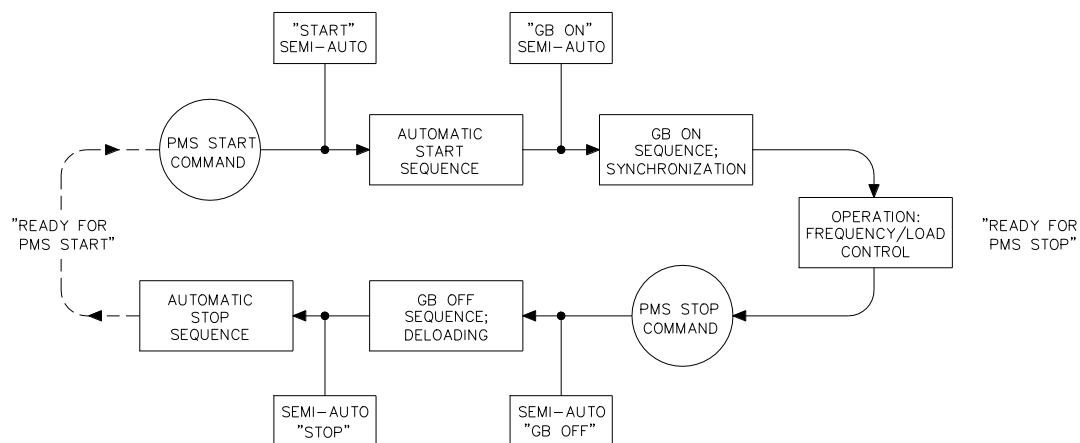 "START"
SEMI-AUTO
"GB ON"
SEMI-AUTO
PMS START
COMMAND
AUTOMATIC
START
SEQUENCE
GB ON
SEQUENCE;
SYNCHRONIZATION
"READY FOR
PMS START"
OPERATION:
FREQUENCY/LOAD
CONTROL
"READY FOR
PMS STOP"
AUTOMATIC
STOP
SEQUENCE
GB OFF
SEQUENCE;
DELOADING
PMS STOP
COMMAND
SEMI-AUTO
"STOP"
SEMI-AUTO
"GB OFF"